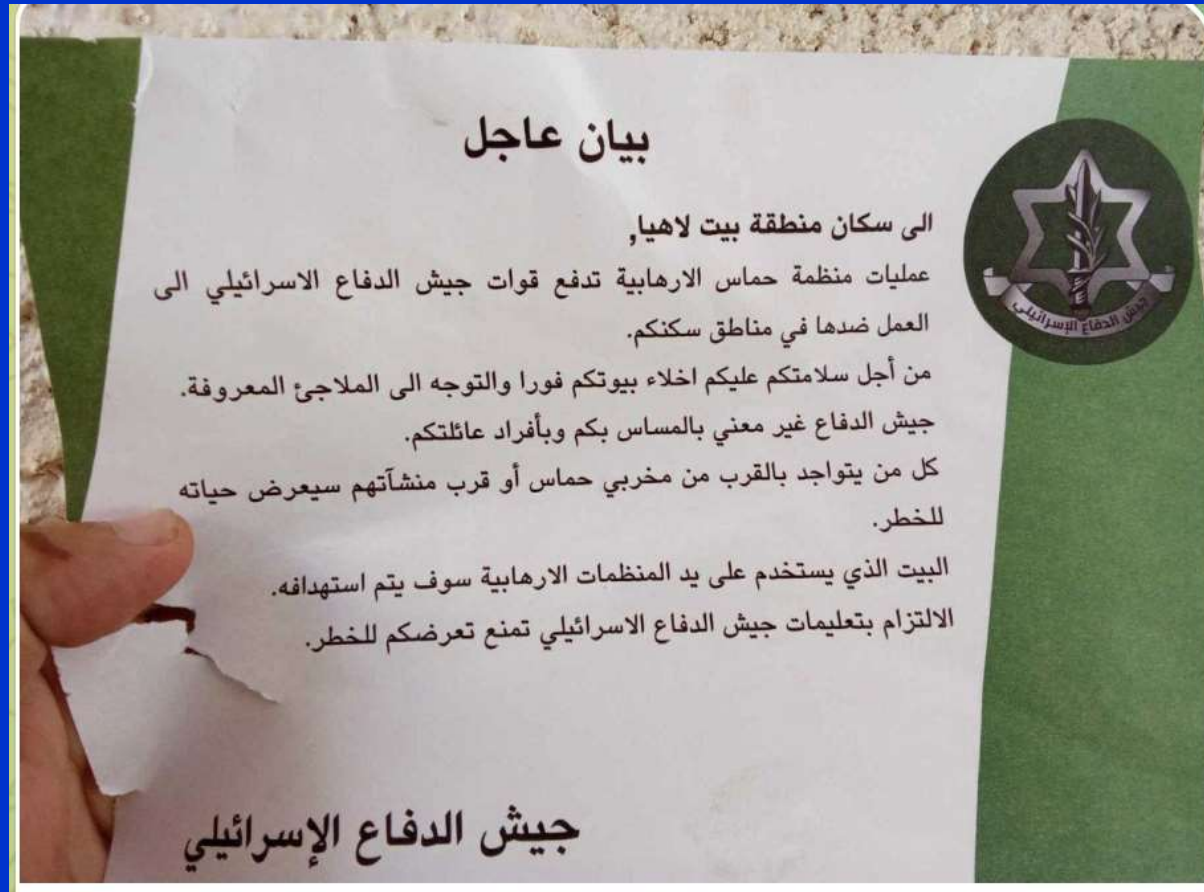 بيان عاجل
الى سكان منطقة بيت لاهيا,
عمليات منظمة حماس الارهابية تدفع قوات جيش الدفاع الاسرائيلي الى
العمل ضدها في مناطق سكنكم.
من أجل سلامتكم عليكم اخلاء بيوتكم فورا والتوجه الى الملاجئ المعروفة.
جيش الدفاع غير معني بالمساس بكم وبأفراد عائلتكم.
كل من يتواجد بالقرب من مخربي حماس أو قرب منشآتهم سيعرض حياته
للخطر.
البيت الذي يستخدم على يد المنظمات الارهابية سوف يتم استهدافه.
الالتزام بتعليمات جيش الدفاع الاسرائيلي تمنع تعرضكم للخطر.
جيش الدفاع الإسرائيلي
جيش الدفاع الإسرائيلي